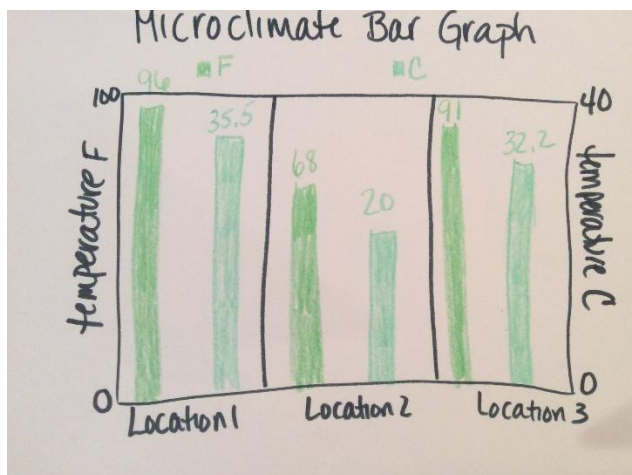 Microclimate Bar Graph
F C
96 35.5 68 20 91 32.2
100 40
temperature F
temperature C
0 0
Location 1 Location 2 Location 3